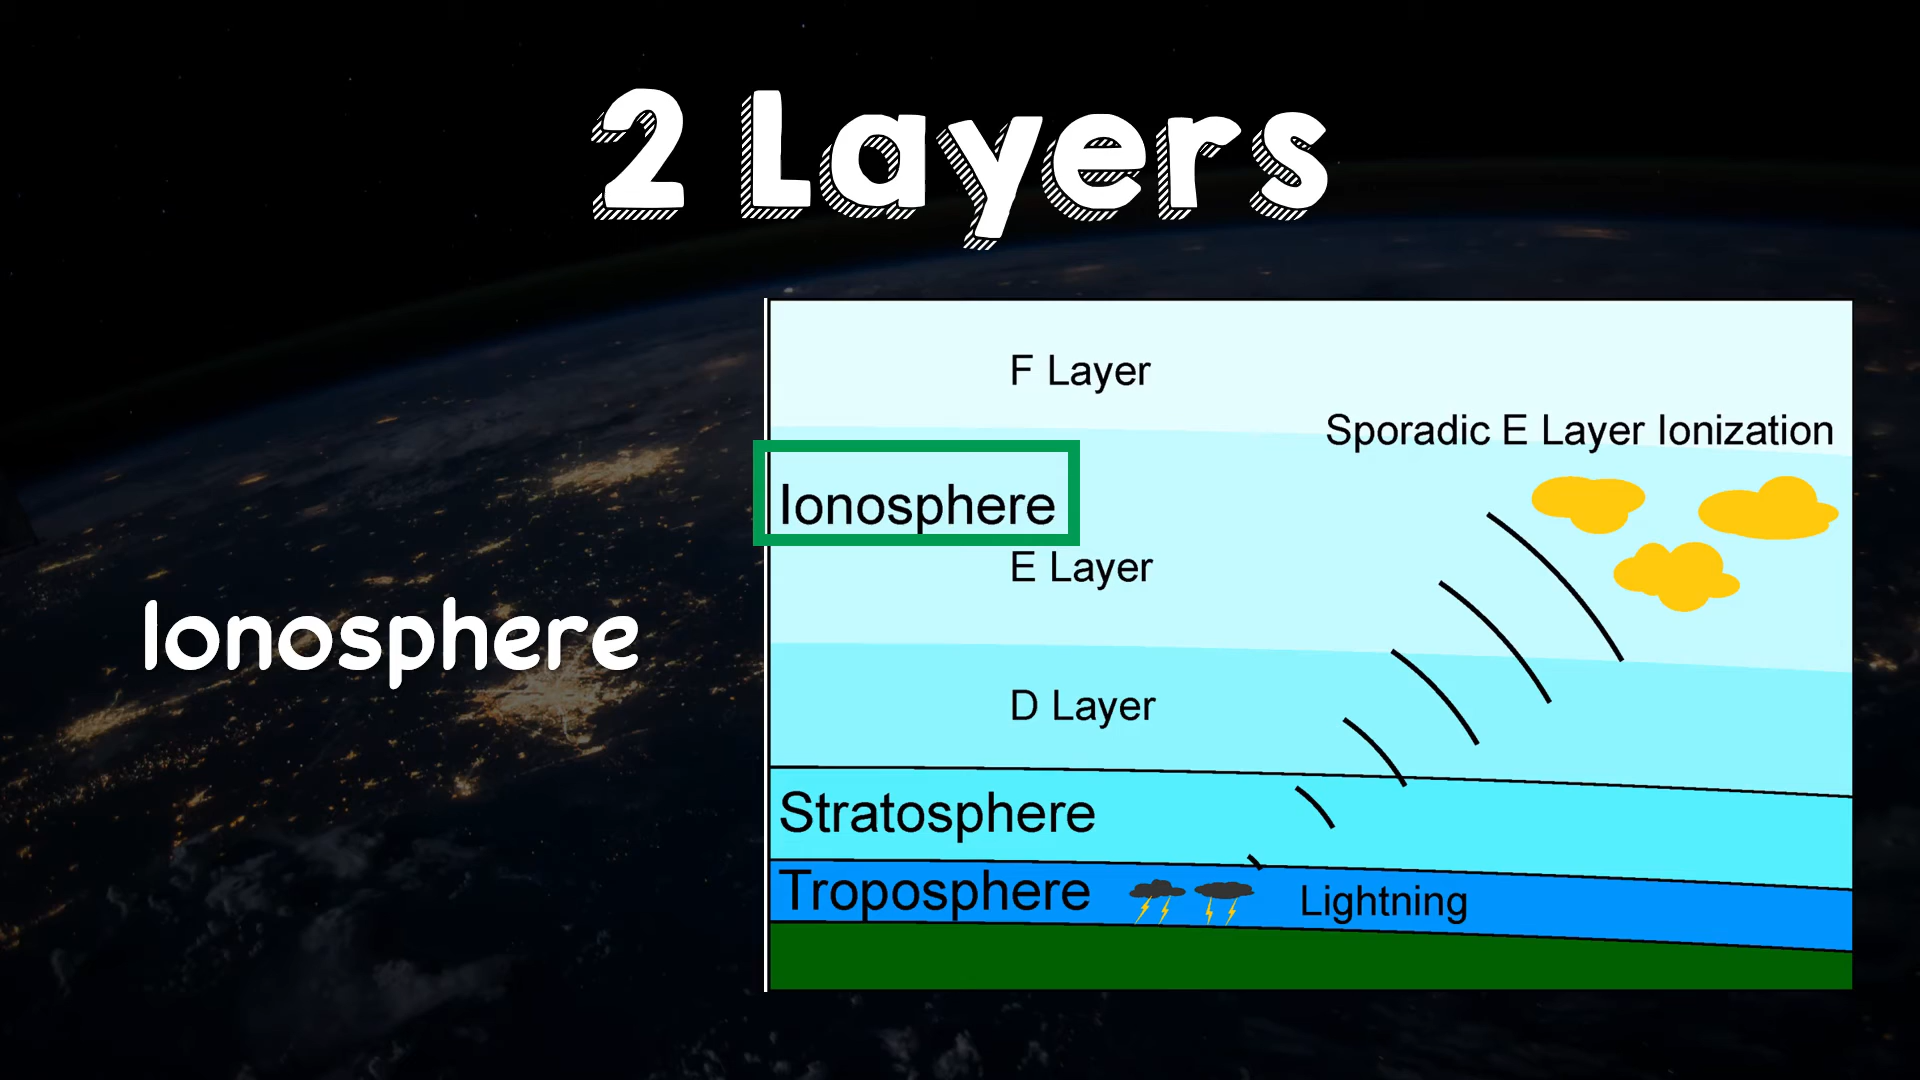 2 Layers
Ionosphere
F Layer
Sporadic E Layer Ionization
Ionosphere
E Layer
D Layer
Stratosphere
Troposphere
Lightning